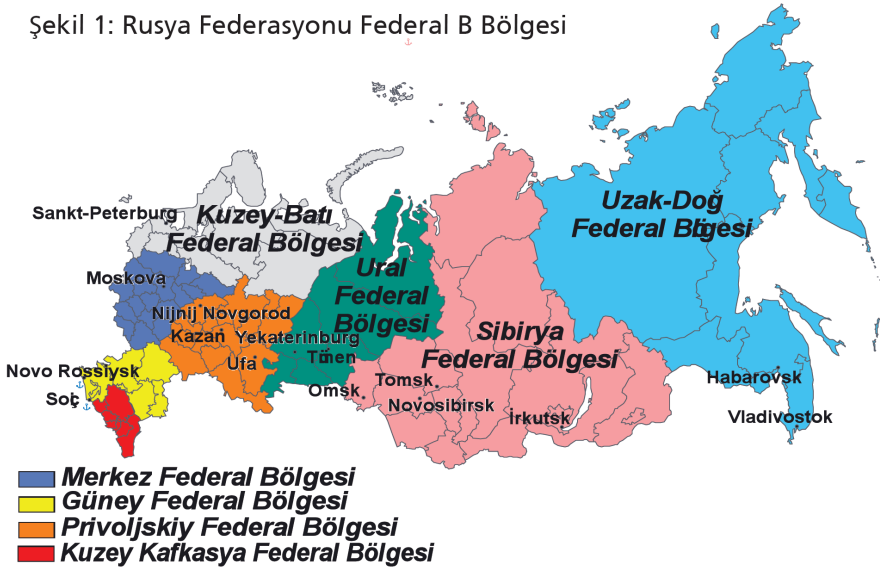 Şekil 1: Rusya Federasyonu Federal B Bölgesi
Sankt-Peterburg
Kuzey-Batı
Federal Bölgesi
Uzak-Doğ
Federal Bölgesi
Moskova
Ural
Federal
Bölgesi
Nijnij Novgorod
Kazan
Yekaterinburg
Sibirya
Federal Bölgesi
Ufa
Tümen
Novo Rossiysk
Soç
Omsk
Tomsk
Novosibirsk
İrkutsk
Habarovsk
Vladivostok
Merkez Federal Bölgesi
Güney Federal Bölgesi
Privoljskiy Federal Bölgesi
Kuzey Kafkasya Federal Bölgesi